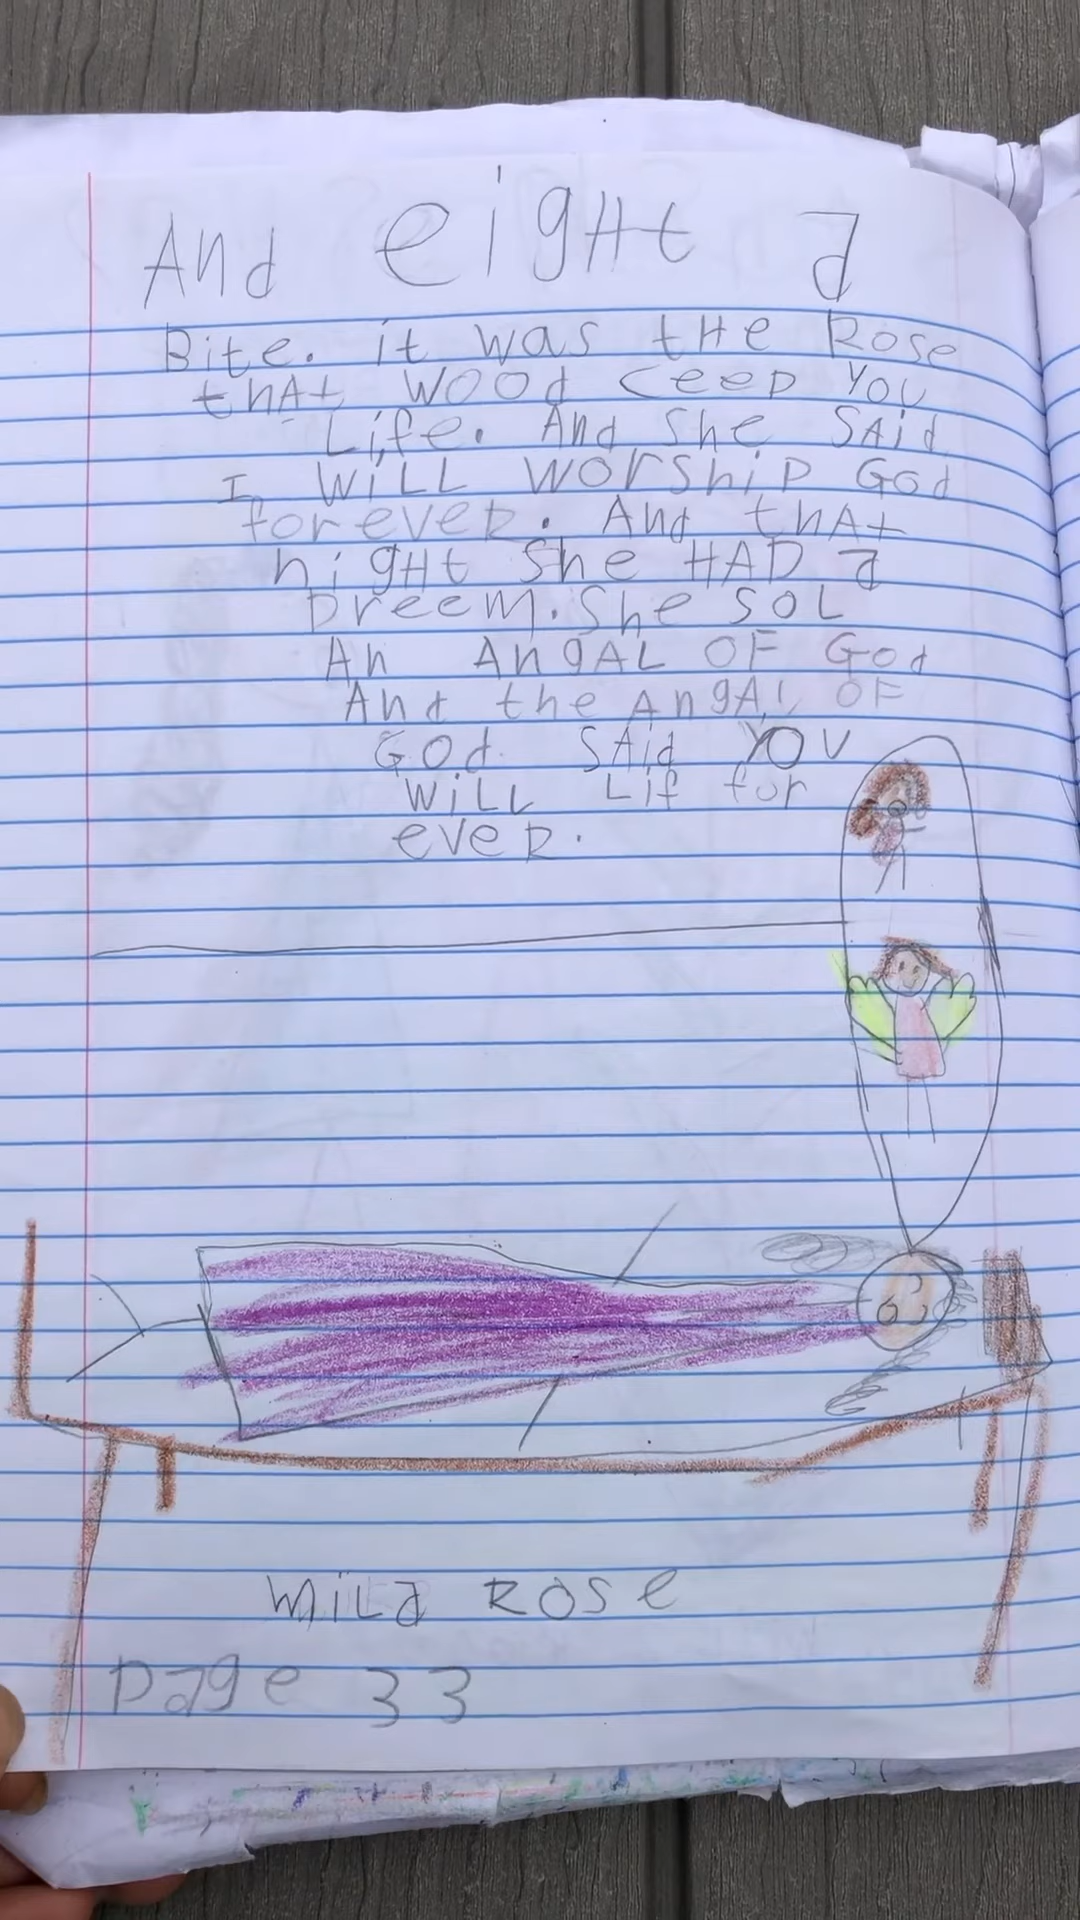 And eight a
Bite. it was tHe Rose
thAt WOOd ceep YOU
Life. And She SAid
I WiLL WOrShip God
forever. And thAt
night She HAD a
Dreem. She SOL
An AngAL OF God
And the AngAL OF
God SAid YOU
WiLL Lif for
ever.
WiLd ROSe
Page 33